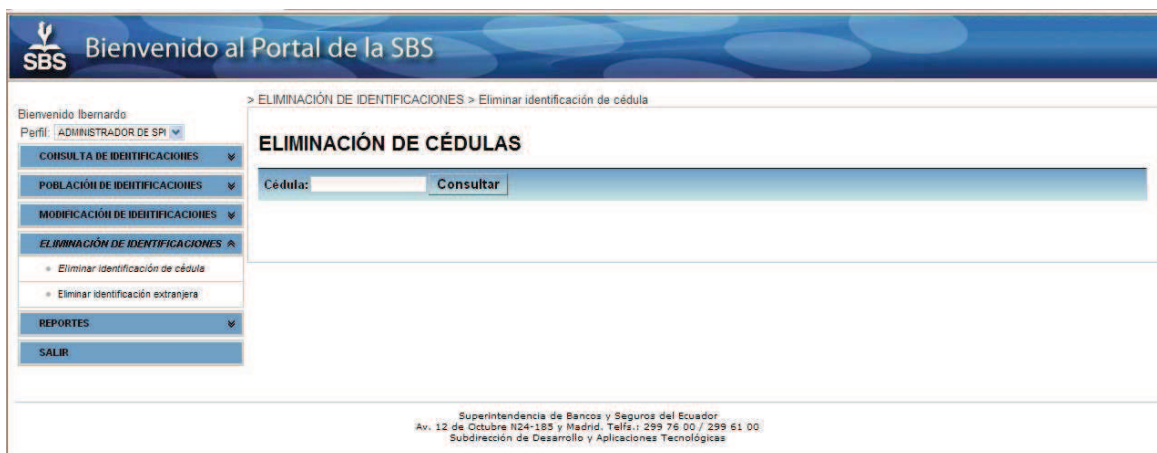 SBS
Bienvenido al Portal de la SBS
> ELIMINACIÓN DE IDENTIFICACIONES > Eliminar identificación de cédula
Bienvenido lbernardo
Perfil: ADMINISTRADOR DE SPI
CONSULTA DE IDENTIFICACIONES
POBLACIÓN DE IDENTIFICACIONES
MODIFICACIÓN DE IDENTIFICACIONES
ELIMINACIÓN DE IDENTIFICACIONES
Eliminar identificación de cédula
Eliminar identificación extranjera
REPORTES
SALIR
ELIMINACIÓN DE CÉDULAS
Cédula: Consultar
Superintendencia de Bancos y Seguros del Ecuador
Av. 12 de Octubre N24-185 y Madrid. Telfs.: 299 76 00 / 299 61 00
Subdirección de Desarrollo y Aplicaciones Tecnológicas